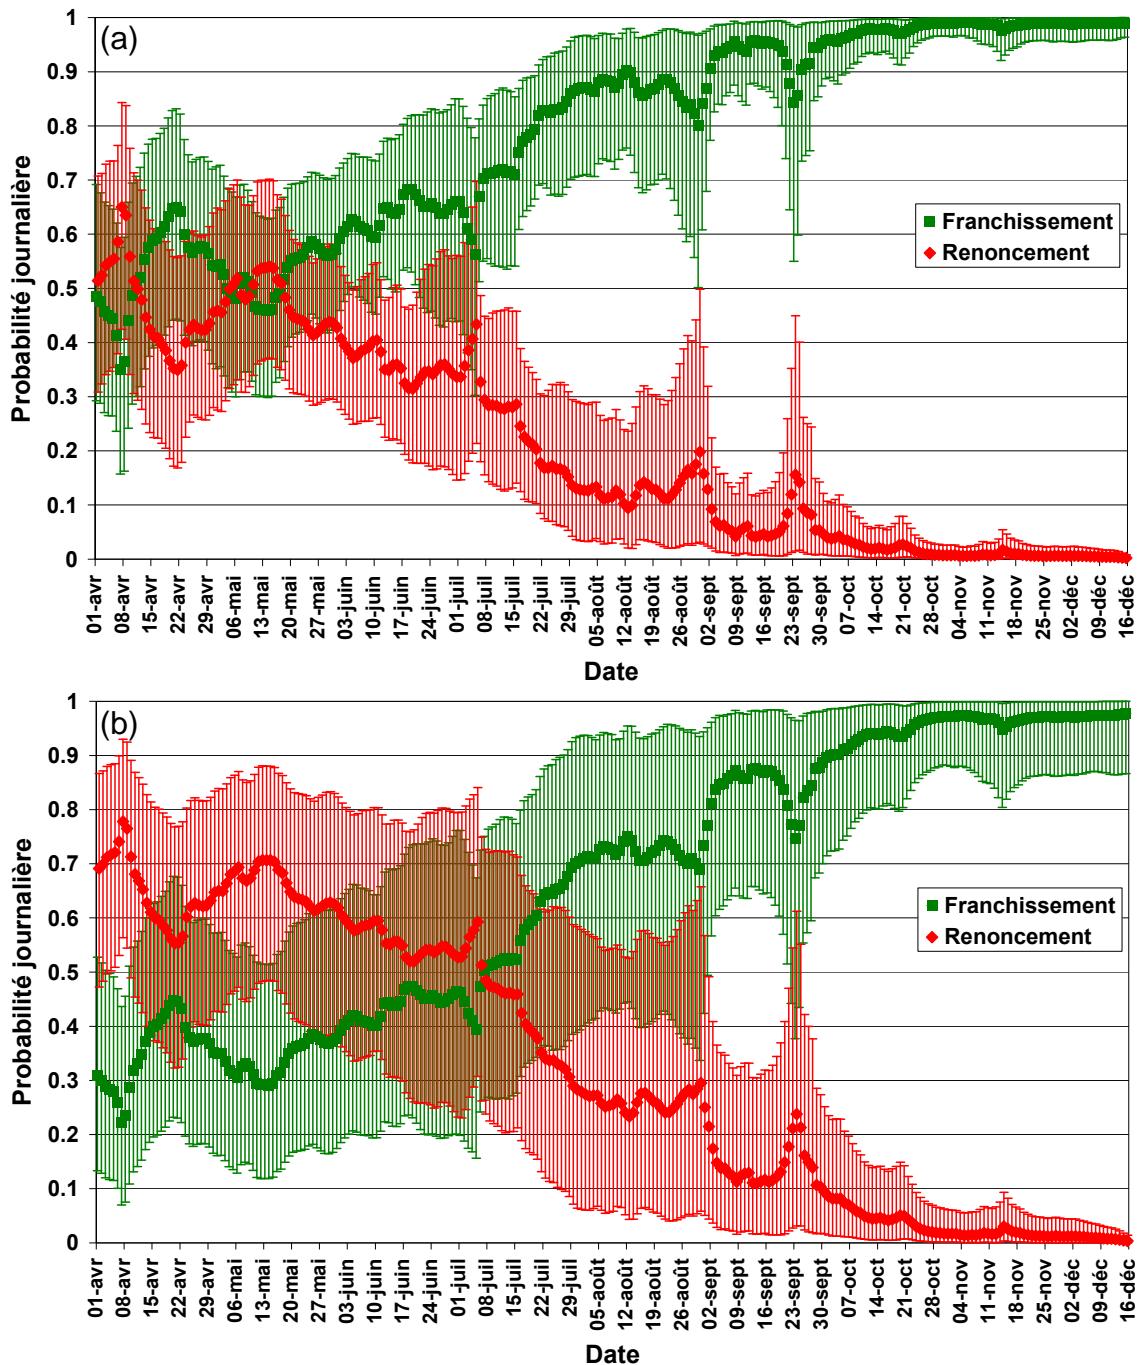 (a)
Probabilité journalière
1
0.9
0.8
0.7
0.6
0.5
0.4
0.3
0.2
0.1
0
Franchissement
Renoncement
01-avr
08-avr
15-avr
22-avr
29-avr
06-mai
13-mai
20-mai
27-mai
03-juin
10-juin
17-juin
24-juin
01-juil
08-juil
15-juil
22-juil
29-juil
05-août
12-août
19-août
26-août
02-sept
09-sept
16-sept
23-sept
30-sept
07-oct
14-oct
21-oct
28-oct
04-nov
11-nov
18-nov
25-nov
02-déc
09-déc
16-déc
Date
(b)
Probabilité journalière
1
0.9
0.8
0.7
0.6
0.5
0.4
0.3
0.2
0.1
0
Franchissement
Renoncement
01-avr
08-avr
15-avr
22-avr
29-avr
06-mai
13-mai
20-mai
27-mai
03-juin
10-juin
17-juin
24-juin
01-juil
08-juil
15-juil
22-juil
29-juil
05-août
12-août
19-août
26-août
02-sept
09-sept
16-sept
23-sept
30-sept
07-oct
14-oct
21-oct
28-oct
04-nov
11-nov
18-nov
25-nov
02-déc
09-déc
16-déc
Date